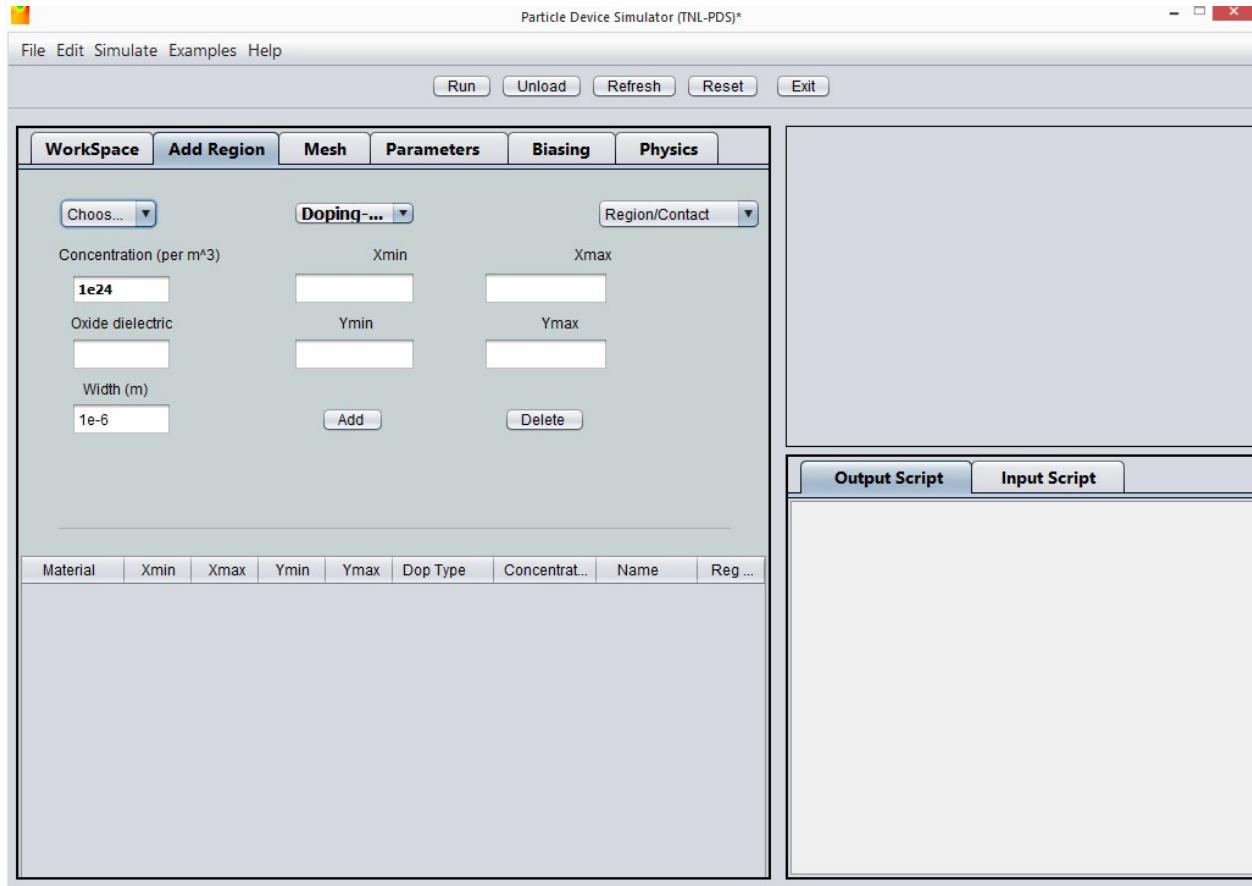 Particle Device Simulator (TNL-PDS)*
File Edit Simulate Examples Help
Run Unload Refresh Reset Exit
WorkSpace Add Region Mesh Parameters Biasing Physics
Choos... Doping-... Region/Contact
Concentration (per m^3) Xmin Xmax
1e24
Oxide dielectric Ymin Ymax
Width (m)
1e-6 Add Delete
Output Script Input Script
Material Xmin Xmax Ymin Ymax Dop Type Concentrat... Name Reg ...